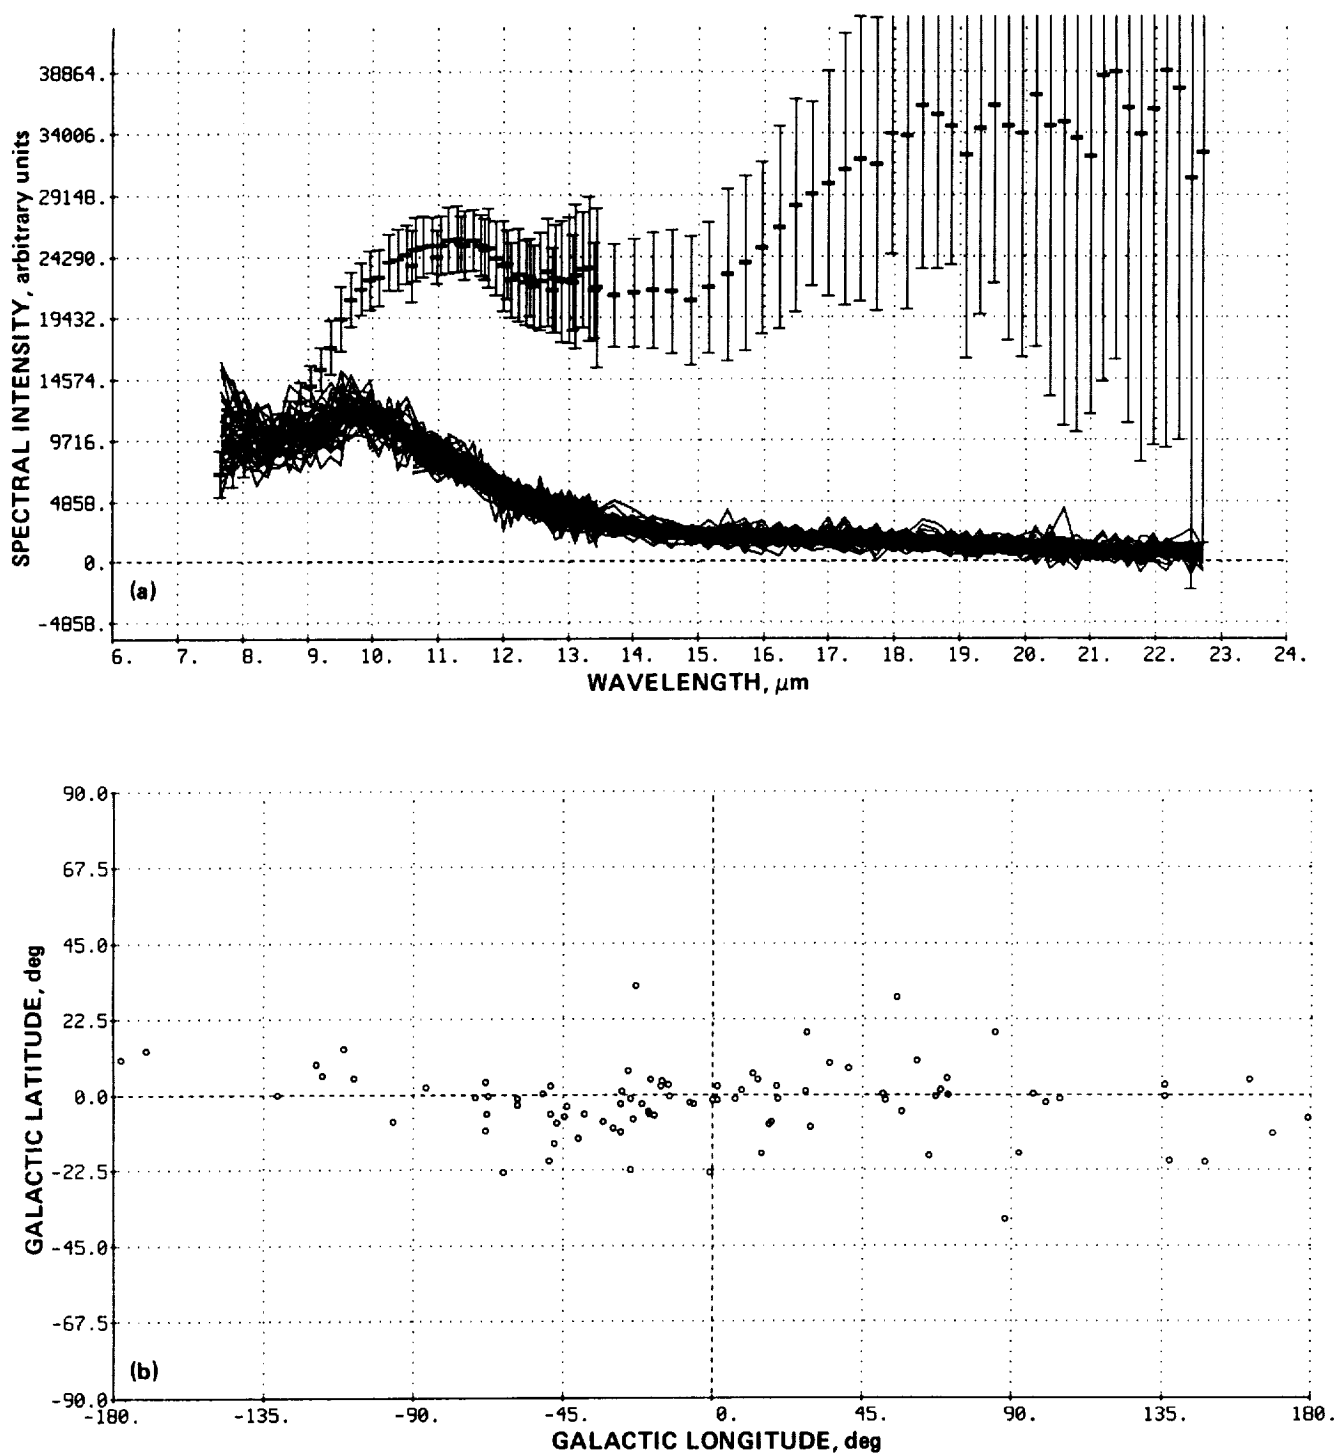 38864.
34006.
29148.
24290.
19432.
14574.
9716.
4858.
0.
-4858.
SPECTRAL INTENSITY, arbitrary units
(a)
6. 7. 8. 9. 10. 11. 12. 13. 14. 15. 16. 17. 18. 19. 20. 21. 22. 23. 24.
WAVELENGTH, μm
90.0
67.5
45.0
22.5
0.0
-22.5
-45.0
-67.5
-90.0
GALACTIC LATITUDE, deg
(b)
-180. -135. -90. -45. 0. 45. 90. 135. 180.
GALACTIC LONGITUDE, deg